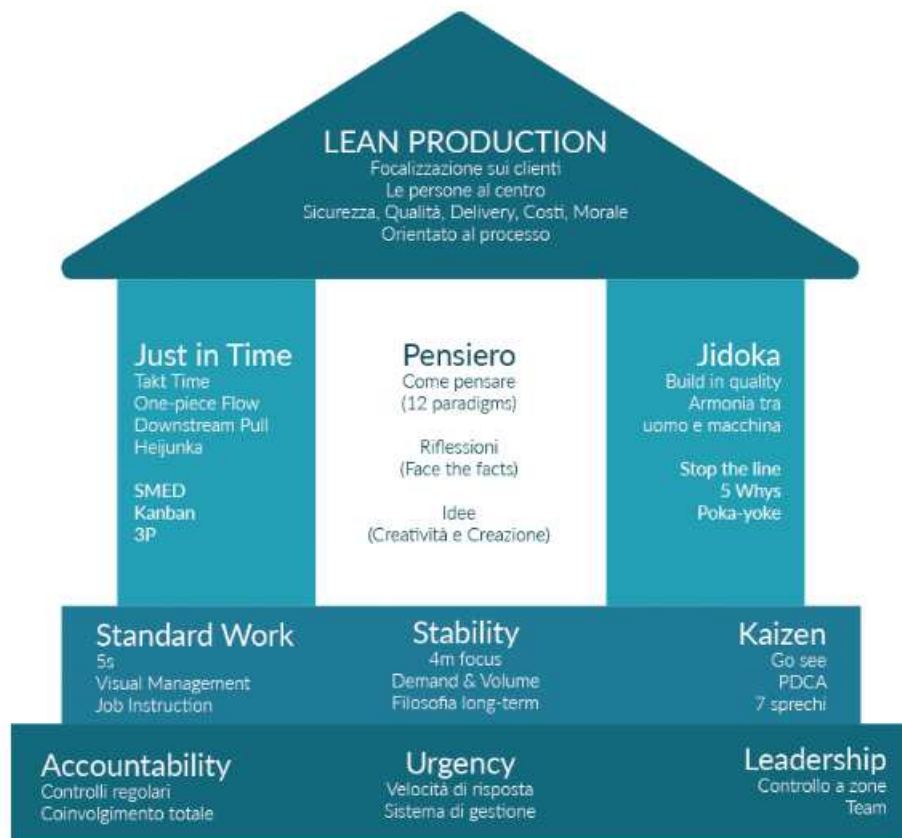 LEAN PRODUCTION
Focalizzazione sui clienti
Le persone al centro
Sicurezza, Qualità, Delivery, Costi, Morale
Orientato al processo
Just in Time
Takt Time
One-piece Flow
Downstream Pull
Heijunka
SMED
Kanban
3P
Pensiero
Come pensare
(12 paradigms)
Riflessioni
(Face the facts)
Idee
(Creatività e Creazione)
Jidoka
Build in quality
Armonia tra
uomo e macchina
Stop the line
5 Whys
Poka-yoke
Standard Work
5s
Visual Management
Job Instruction
Stability
4m focus
Demand & Volume
Filosofia long-term
Kaizen
Go see
PDCA
7 sprechi
Accountability
Controlli regolari
Coinvolgimento totale
Urgency
Velocità di risposta
Sistema di gestione
Leadership
Controllo a zone
Team